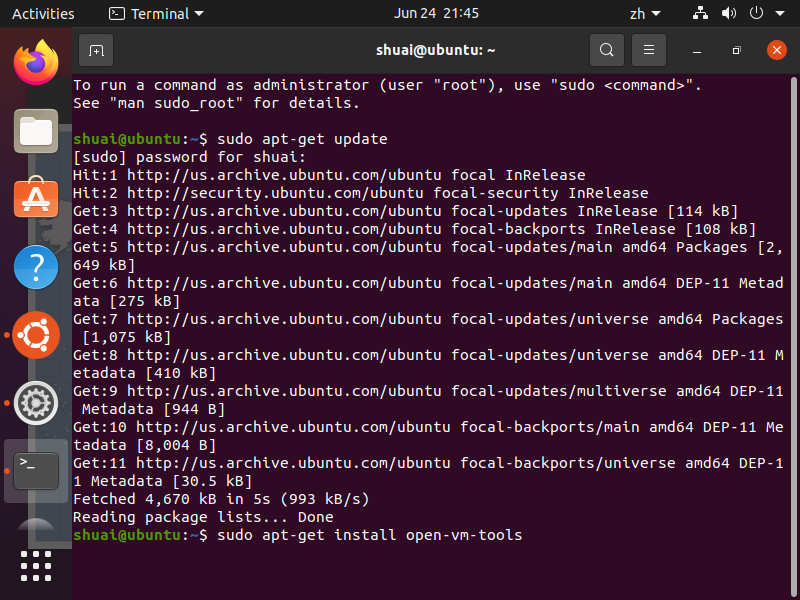 Activities Terminal Jun 24 21:45 zh
shuai@ubuntu: ~
To run a command as administrator (user "root"), use "sudo <command>".
See "man sudo_root" for details.
shuai@ubuntu:~$ sudo apt-get update
[sudo] password for shuai:
Hit:1 http://us.archive.ubuntu.com/ubuntu focal InRelease
Hit:2 http://security.ubuntu.com/ubuntu focal-security InRelease
Get:3 http://us.archive.ubuntu.com/ubuntu focal-updates InRelease [114 kB]
Get:4 http://us.archive.ubuntu.com/ubuntu focal-backports InRelease [108 kB]
Get:5 http://us.archive.ubuntu.com/ubuntu focal-updates/main amd64 Packages [2,
649 kB]
Get:6 http://us.archive.ubuntu.com/ubuntu focal-updates/main amd64 DEP-11 Metad
ata [275 kB]
Get:7 http://us.archive.ubuntu.com/ubuntu focal-updates/universe amd64 Packages
 [1,075 kB]
Get:8 http://us.archive.ubuntu.com/ubuntu focal-updates/universe amd64 DEP-11 M
etadata [410 kB]
Get:9 http://us.archive.ubuntu.com/ubuntu focal-updates/multiverse amd64 DEP-11
 Metadata [944 B]
Get:10 http://us.archive.ubuntu.com/ubuntu focal-backports/main amd64 DEP-11 Me
tadata [8,004 B]
Get:11 http://us.archive.ubuntu.com/ubuntu focal-backports/universe amd64 DEP-1
1 Metadata [30.5 kB]
Fetched 4,670 kB in 5s (993 kB/s)
Reading package lists... Done
shuai@ubuntu:~$ sudo apt-get install open-vm-tools